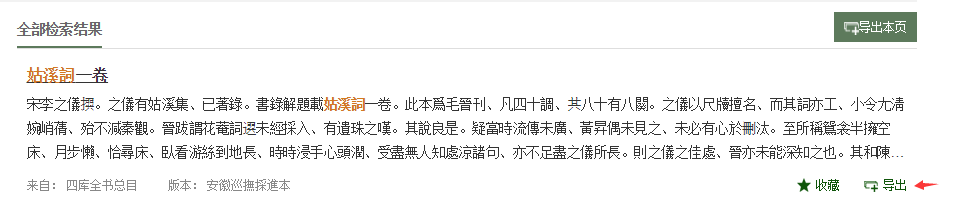 全部检索结果
导出本页
姑溪詞一卷
宋李之儀撰。之儀有姑溪集、已著錄。書錄解題載姑溪詞一卷。此本爲毛晉刊、凡四十調、共八十有八闋。之儀以尺牘擅名、而其詞亦工、小令尤清
婉峭蒨、殆不減秦觀。晉跋謂花菴詞選未經採入、有遺珠之嘆。其說良是。疑當時流傳未廣、黃昇偶未見之、未必有心於刪汰。至所稱鴛衾半擁空
床、月步懶、恰尋床、臥看游絲到地長、時時浸手心頭潤、受盡無人知處涼諸句、亦不足盡之儀所長。則之儀之佳處、晉亦未能深知之也。其和陳…
来自： 四库全书总目 版本： 安徽巡撫採進本
收藏 导出